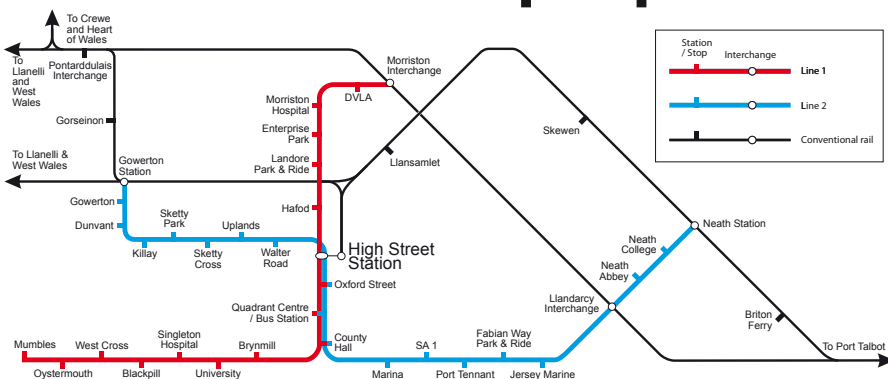 To Crewe
and Heart
of Wales
To
Llanelli
and
West
Wales
Pontarddulais
Interchange
Gorseinon
To Llanelli &
West Wales
Gowerton
Station
Gowerton
Dunvant
Killay
Sketty
Park
Sketty
Cross
Uplands
Walter
Road
Morriston
Interchange
DVLA
Morriston
Hospital
Enterprise
Park
Landore
Park & Ride
Hafod
Llansamlet
High Street
Station
Oxford Street
Quadrant Centre
/ Bus Station
County
Hall
Mumbles
Oystermouth
West Cross
Blackpill
Singleton
Hospital
University
Brynmill
Marina
SA 1
Port Tennant
Fabian Way
Park & Ride
Jersey Marine
Llandarcy
Interchange
Neath
Abbey
Neath
College
Neath Station
Skewen
Briton
Ferry
To Port Talbot
Station
/ Stop
Interchange
Line 1
Line 2
Conventional rail